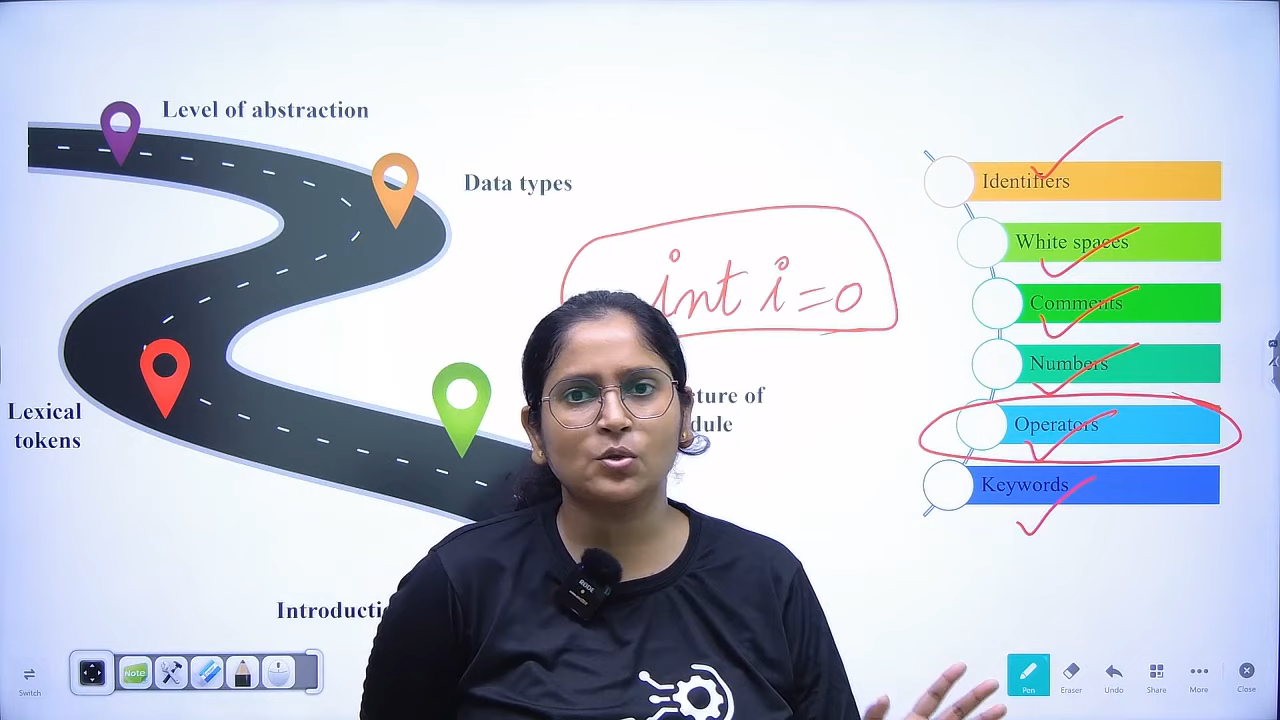 Level of abstraction
Data types
int i = 0
Lexical
tokens
Identifiers
White spaces
Comments
Numbers
Operators
Keywords
RODE
Note
Switch
Pen
Eraser
Undo
Share
More
Close